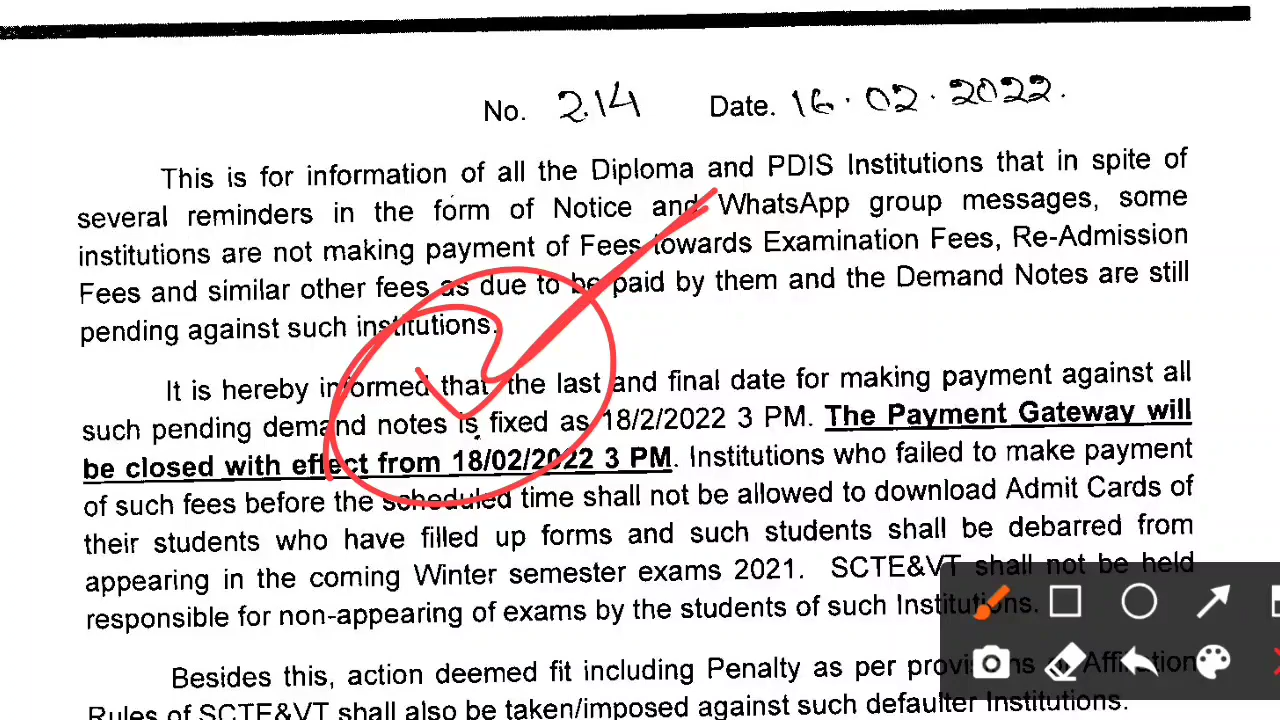 No. 214 Date. 16.02.2022.
This is for information of all the Diploma and PDIS Institutions that in spite of
several reminders in the form of Notice and WhatsApp group messages, some
institutions are not making payment of Fees towards Examination Fees, Re-Admission
Fees and similar other fees as due to be paid by them and the Demand Notes are still
pending against such institutions.
It is hereby informed that the last and final date for making payment against all
such pending demand notes is fixed as 18/2/2022 3 PM. The Payment Gateway will
be closed with effect from 18/02/2022 3 PM. Institutions who failed to make payment
of such fees before the scheduled time shall not be allowed to download Admit Cards of
their students who have filled up forms and such students shall be debarred from
appearing in the coming Winter semester exams 2021. SCTE&VT shall not be held
responsible for non-appearing of exams by the students of such Institutions.
Besides this, action deemed fit including Penalty as per provisions of Affiliation
Rules of SCTE&VT shall also be taken/imposed against such defaulter Institutions.